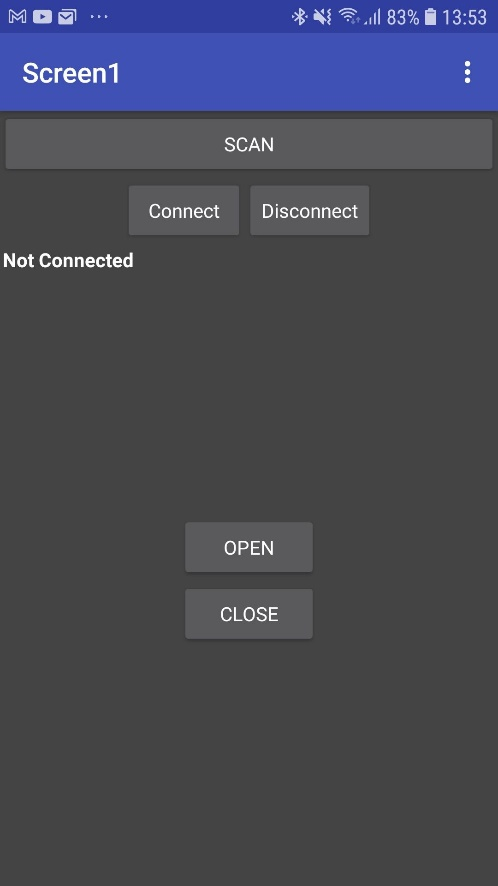 83% 13:53
Screen1
SCAN
Connect Disconnect
Not Connected
OPEN
CLOSE